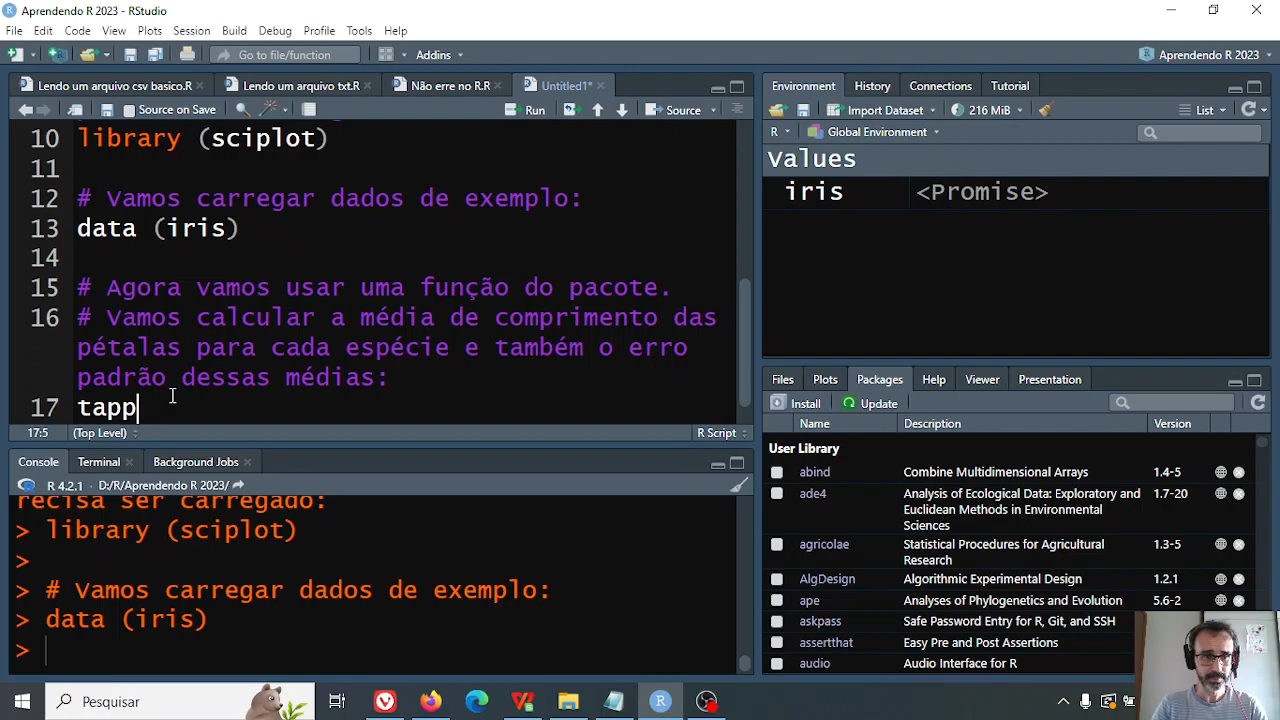 Aprendendo R 2023 - RStudio
File Edit Code View Plots Session Build Debug Profile Tools Help
Go to file/function Addins Aprendendo R 2023
Lendo um arquivo csv basico.R Lendo um arquivo txt.R Não erre no R.R Untitled1*
Source on Save Run Source
10 library (sciplot)
11
12 # Vamos carregar dados de exemplo:
13 data (iris)
14
15 # Agora vamos usar uma função do pacote.
16 # Vamos calcular a média de comprimento das
pétalas para cada espécie e também o erro
padrão dessas médias:
17 tapp
17:5 (Top Level) R Script
Console Terminal Background Jobs
R 4.2.1 · D:/R/Aprendendo R 2023/
recisa ser carregado:
> library (sciplot)
>
> # Vamos carregar dados de exemplo:
> data (iris)
>
Environment History Connections Tutorial
Import Dataset 216 MiB List
R Global Environment
Values
iris <Promise>
Files Plots Packages Help Viewer Presentation
Install Update
Name Description Version
User Library
abind Combine Multidimensional Arrays 1.4-5
ade4 Analysis of Ecological Data: Exploratory and 1.7-20
Euclidean Methods in Environmental
Sciences
agricolae Statistical Procedures for Agricultural 1.3-5
Research
AlgDesign Algorithmic Experimental Design 1.2.1
ape Analyses of Phylogenetics and Evolution 5.6-2
askpass Safe Password Entry for R, Git, and SSH
assertthat Easy Pre and Post Assertions
audio Audio Interface for R
Pesquisar